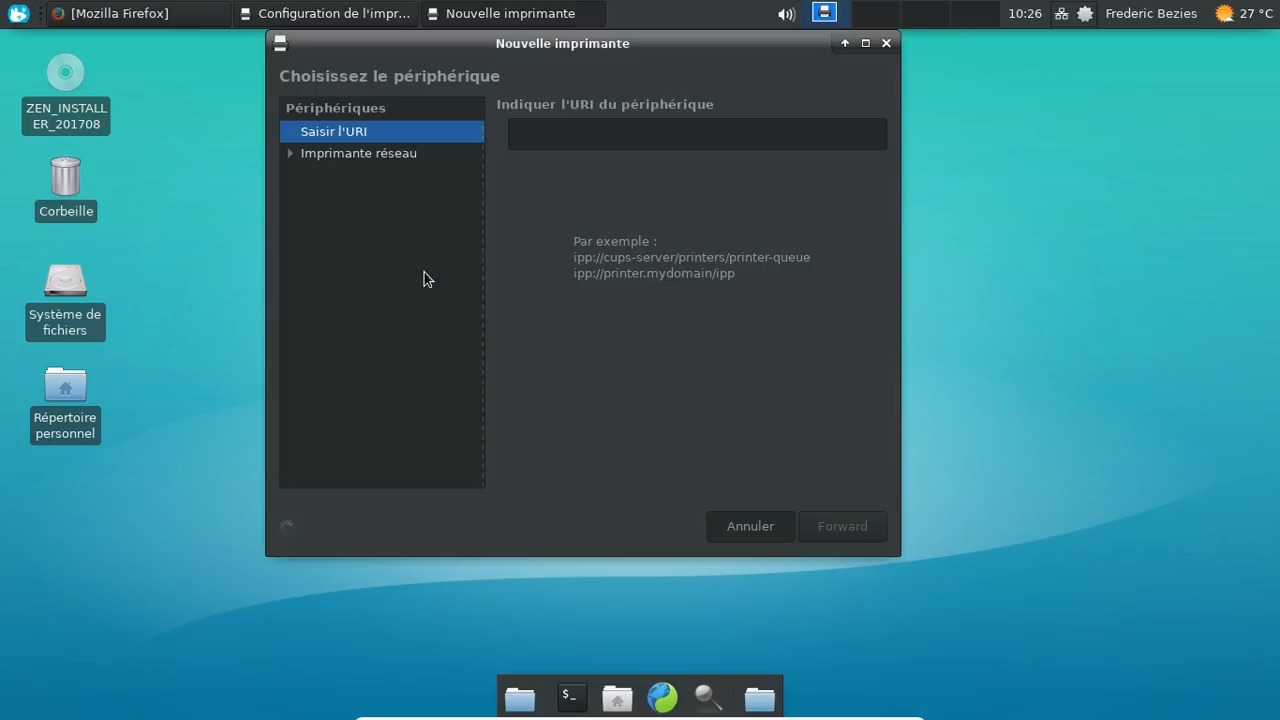 [Mozilla Firefox]
Configuration de l'impr...
Nouvelle imprimante
10:26
Frederic Bezies
27 °C
Nouvelle imprimante
Choisissez le périphérique
Périphériques
Saisir l'URI
Imprimante réseau
Indiquer l'URI du périphérique
Par exemple :
ipp://cups-server/printers/printer-queue
ipp://printer.mydomain/ipp
Annuler
Forward
ZEN_INSTALL
ER_201708
Corbeille
Système de
fichiers
Répertoire
personnel
$_